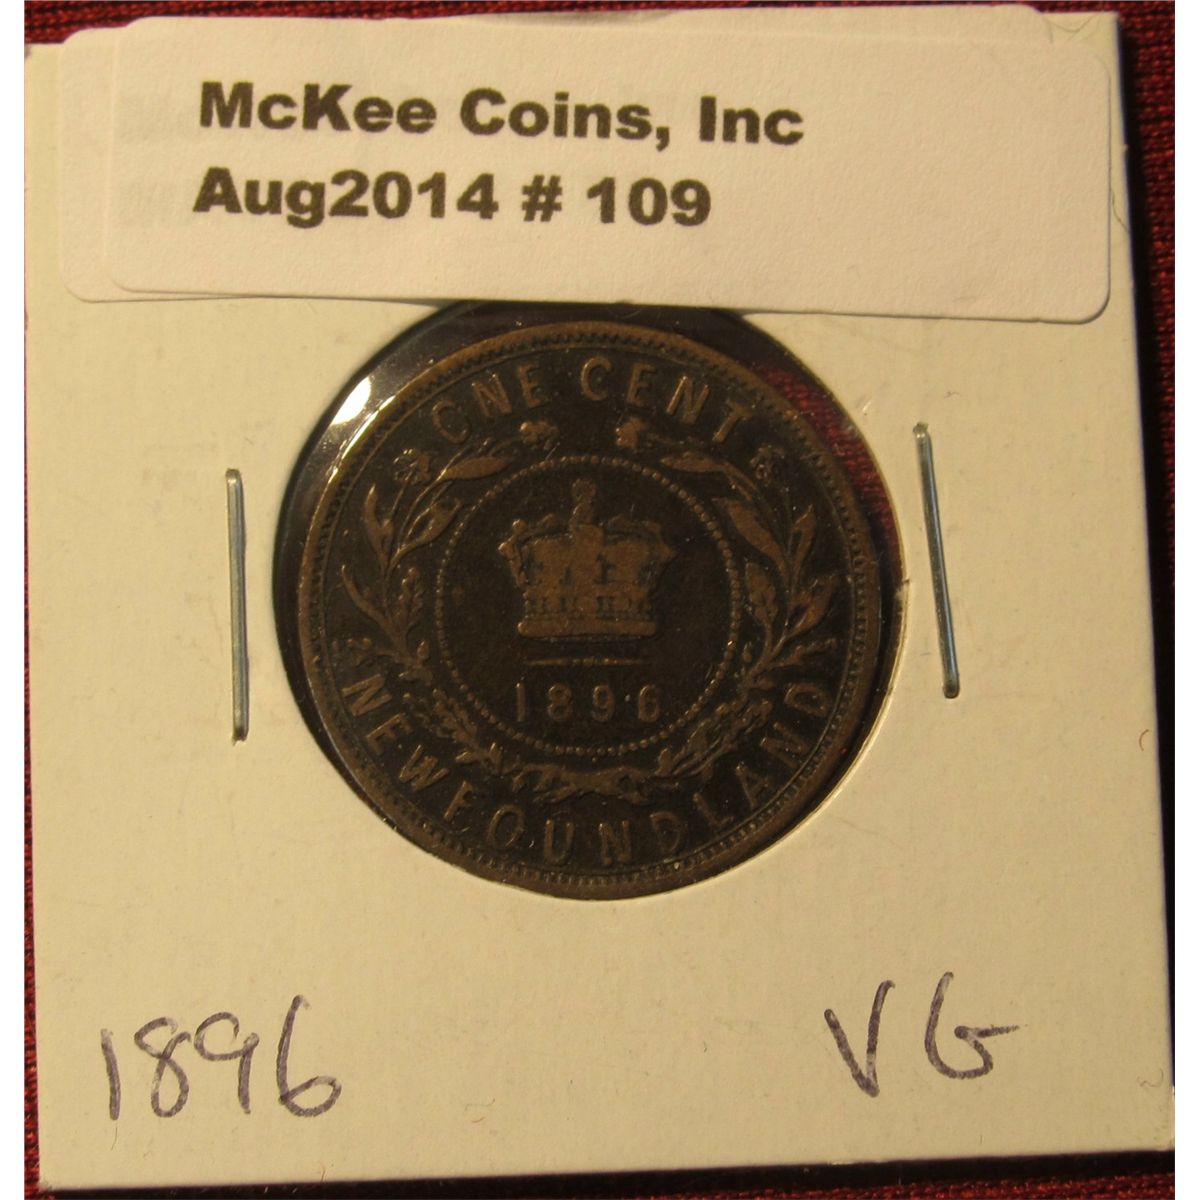 McKee Coins, Inc
Aug2014 # 109
ONE CENT
1896
NEWFOUNDLAND
1896 VG